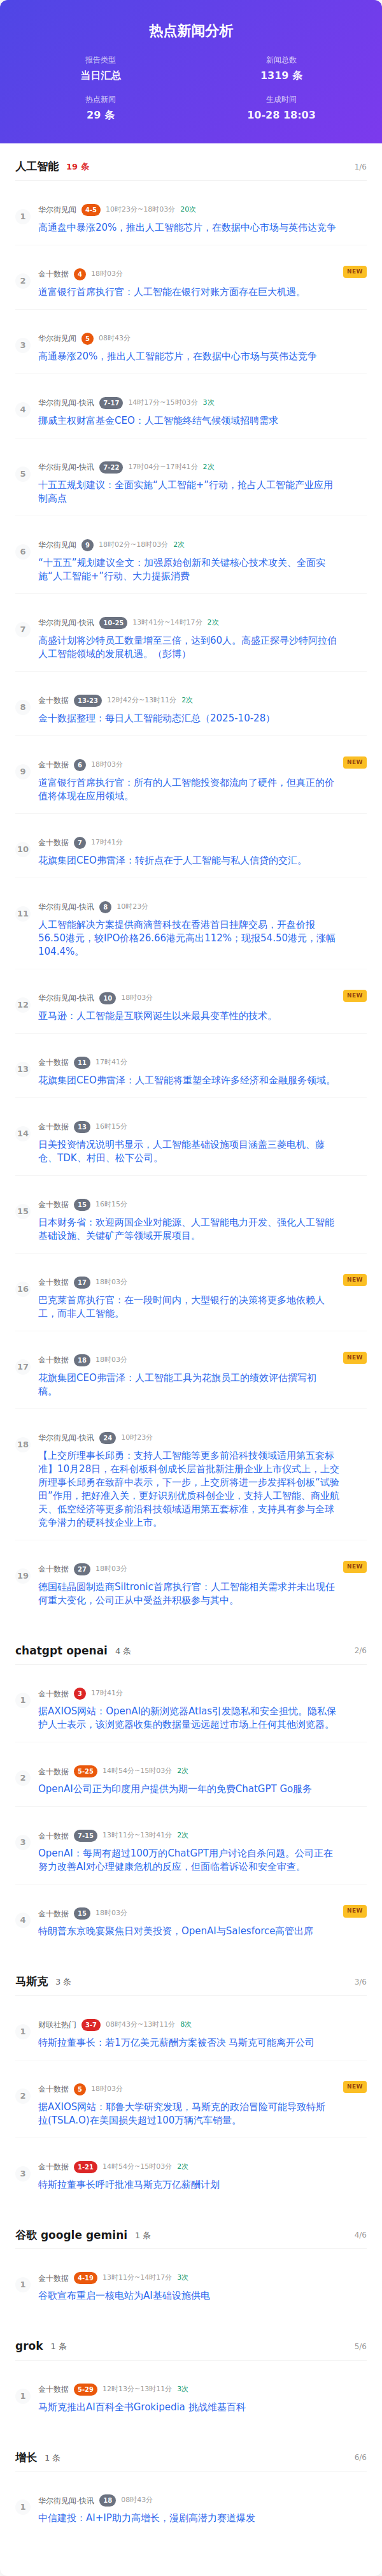 热点新闻分析
报告类型
当日汇总
新闻总数
1319 条
热点新闻
29 条
生成时间
10-28 18:03
人工智能 19 条 1/6
1
华尔街见闻 4-5 10时23分~18时03分 20次
高通盘中暴涨20%，推出人工智能芯片，在数据中心市场与英伟达竞争
2
金十数据 4 18时03分 NEW
道富银行首席执行官：人工智能在银行对账方面存在巨大机遇。
3
华尔街见闻 5 08时43分
高通暴涨20%，推出人工智能芯片，在数据中心市场与英伟达竞争
4
华尔街见闻-快讯 7-17 14时17分~15时03分 3次
挪威主权财富基金CEO：人工智能终结气候领域招聘需求
5
华尔街见闻-快讯 7-22 17时04分~17时41分 2次
十五五规划建议：全面实施“人工智能+”行动，抢占人工智能产业应用
制高点
6
华尔街见闻 9 18时02分~18时03分 2次
“十五五”规划建议全文：加强原始创新和关键核心技术攻关、全面实
施“人工智能+”行动、大力提振消费
7
华尔街见闻-快讯 10-25 13时41分~14时17分 2次
高盛计划将沙特员工数量增至三倍，达到60人。高盛正探寻沙特阿拉伯
人工智能领域的发展机遇。（彭博）
8
金十数据 13-23 12时42分~13时11分 2次
金十数据整理：每日人工智能动态汇总（2025-10-28）
9
金十数据 6 18时03分 NEW
道富银行首席执行官：所有的人工智能投资都流向了硬件，但真正的价
值将体现在应用领域。
10
金十数据 7 17时41分
花旗集团CEO弗雷泽：转折点在于人工智能与私人信贷的交汇。
11
华尔街见闻-快讯 8 10时23分
人工智能解决方案提供商滴普科技在香港首日挂牌交易，开盘价报
56.50港元，较IPO价格26.66港元高出112%；现报54.50港元，涨幅
104.4%。
12
华尔街见闻-快讯 10 18时03分 NEW
亚马逊：人工智能是互联网诞生以来最具变革性的技术。
13
金十数据 11 17时41分
花旗集团CEO弗雷泽：人工智能将重塑全球许多经济和金融服务领域。
14
金十数据 13 16时15分
日美投资情况说明书显示，人工智能基础设施项目涵盖三菱电机、藤
仓、TDK、村田、松下公司。
15
金十数据 15 16时15分
日本财务省：欢迎两国企业对能源、人工智能电力开发、强化人工智能
基础设施、关键矿产等领域开展项目。
16
金十数据 17 18时03分 NEW
巴克莱首席执行官：在一段时间内，大型银行的决策将更多地依赖人
工，而非人工智能。
17
金十数据 18 18时03分 NEW
花旗集团CEO弗雷泽：人工智能工具为花旗员工的绩效评估撰写初
稿。
18
华尔街见闻-快讯 24 10时23分
【上交所理事长邱勇：支持人工智能等更多前沿科技领域适用第五套标
准】10月28日，在科创板科创成长层首批新注册企业上市仪式上，上交
所理事长邱勇在致辞中表示，下一步，上交所将进一步发挥科创板“试验
田”作用，把好准入关，更好识别优质科创企业，支持人工智能、商业航
天、低空经济等更多前沿科技领域适用第五套标准，支持具有参与全球
竞争潜力的硬科技企业上市。
19
金十数据 27 18时03分 NEW
德国硅晶圆制造商Siltronic首席执行官：人工智能相关需求并未出现任
何重大变化，公司正从中受益并积极参与其中。
chatgpt openai 4 条 2/6
1
金十数据 3 17时41分
据AXIOS网站：OpenAI的新浏览器Atlas引发隐私和安全担忧。隐私保
护人士表示，该浏览器收集的数据量远远超过市场上任何其他浏览器。
2
金十数据 5-25 14时54分~15时03分 2次
OpenAI公司正为印度用户提供为期一年的免费ChatGPT Go服务
3
金十数据 7-15 13时11分~13时41分 2次
OpenAI：每周有超过100万的ChatGPT用户讨论自杀问题。公司正在
努力改善AI对心理健康危机的反应，但面临着诉讼和安全审查。
4
金十数据 15 18时03分 NEW
特朗普东京晚宴聚焦日对美投资，OpenAI与Salesforce高管出席
马斯克 3 条 3/6
1
财联社热门 3-7 08时43分~13时11分 8次
特斯拉董事长：若1万亿美元薪酬方案被否决 马斯克可能离开公司
2
金十数据 5 18时03分 NEW
据AXIOS网站：耶鲁大学研究发现，马斯克的政治冒险可能导致特斯
拉(TSLA.O)在美国损失超过100万辆汽车销量。
3
金十数据 1-21 14时54分~15时03分 2次
特斯拉董事长呼吁批准马斯克万亿薪酬计划
谷歌 google gemini 1 条 4/6
1
金十数据 4-19 13时11分~14时17分 3次
谷歌宣布重启一核电站为AI基础设施供电
grok 1 条 5/6
1
金十数据 5-29 12时13分~13时11分 3次
马斯克推出AI百科全书Grokipedia 挑战维基百科
增长 1 条 6/6
1
华尔街见闻-快讯 18 08时43分
中信建投：AI+IP助力高增长，漫剧高潜力赛道爆发